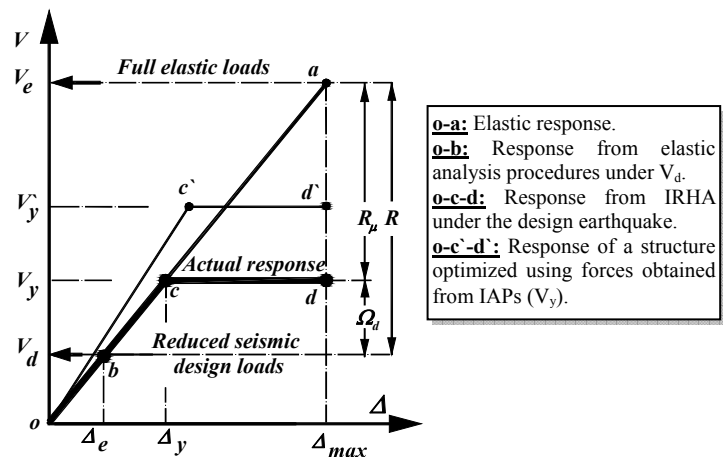 V
V_e
Full elastic loads
a
c`
d`
V`_y
R_μ
R
Actual response
V_y
c
d
Ω_d
V_d
Reduced seismic
design loads
b
o
Δ
Δ_e
Δ_y
Δ_max
o-a: Elastic response.
o-b: Response from elastic
analysis procedures under V_d.
o-c-d: Response from IRHA
under the design earthquake.
o-c`-d`: Response of a structure
optimized using forces obtained
from IAPs (V_y).